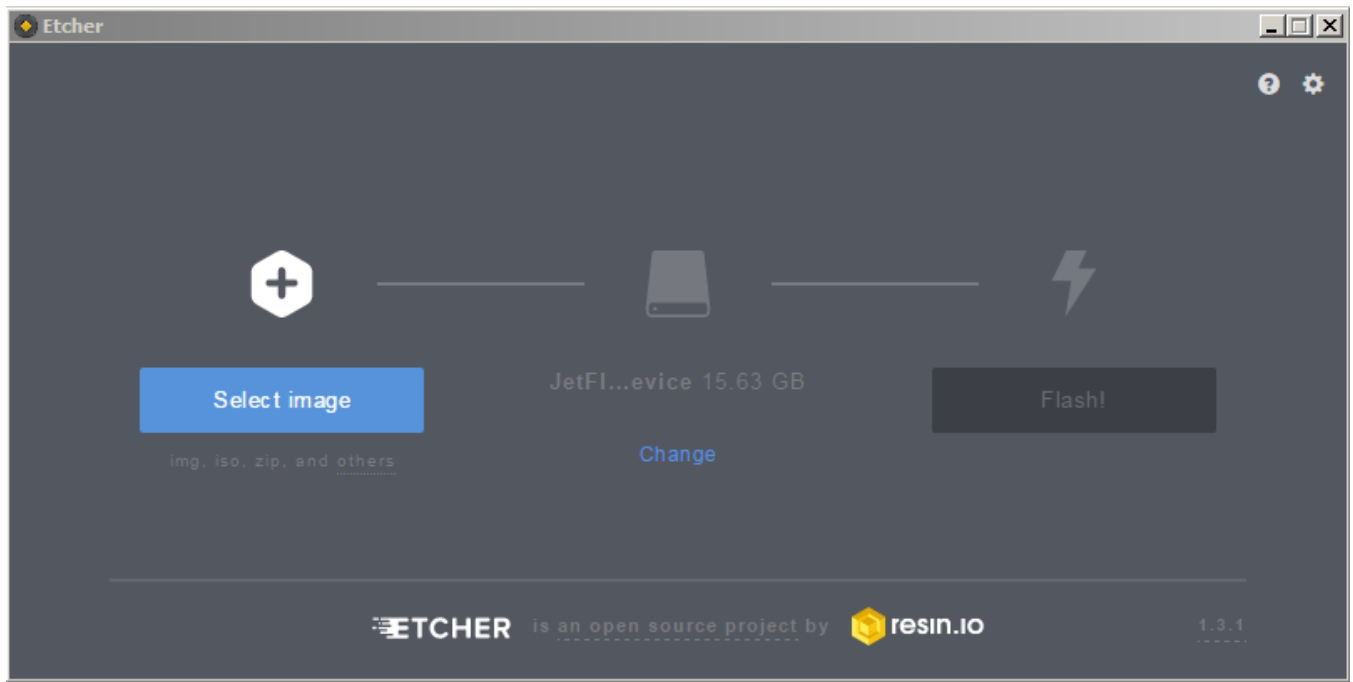 Etcher
Select image
img, iso, zip, and others
JetFl...evice 15.63 GB
Change
Flash!
ETCHER is an open source project by resin.io
1.3.1